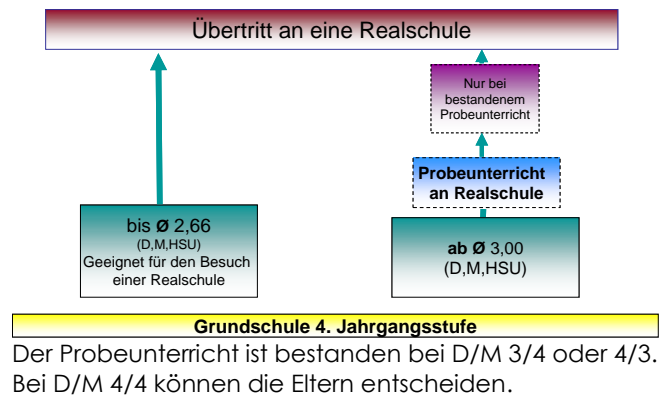 Übertritt an eine Realschule
Nur bei
bestandenem
Probeunterricht
Probeunterricht
an Realschule
bis Ø 2,66
(D,M,HSU)
Geeignet für den Besuch
einer Realschule
ab Ø 3,00
(D,M,HSU)
Grundschule 4. Jahrgangsstufe
Der Probeunterricht ist bestanden bei D/M 3/4 oder 4/3.
Bei D/M 4/4 können die Eltern entscheiden.